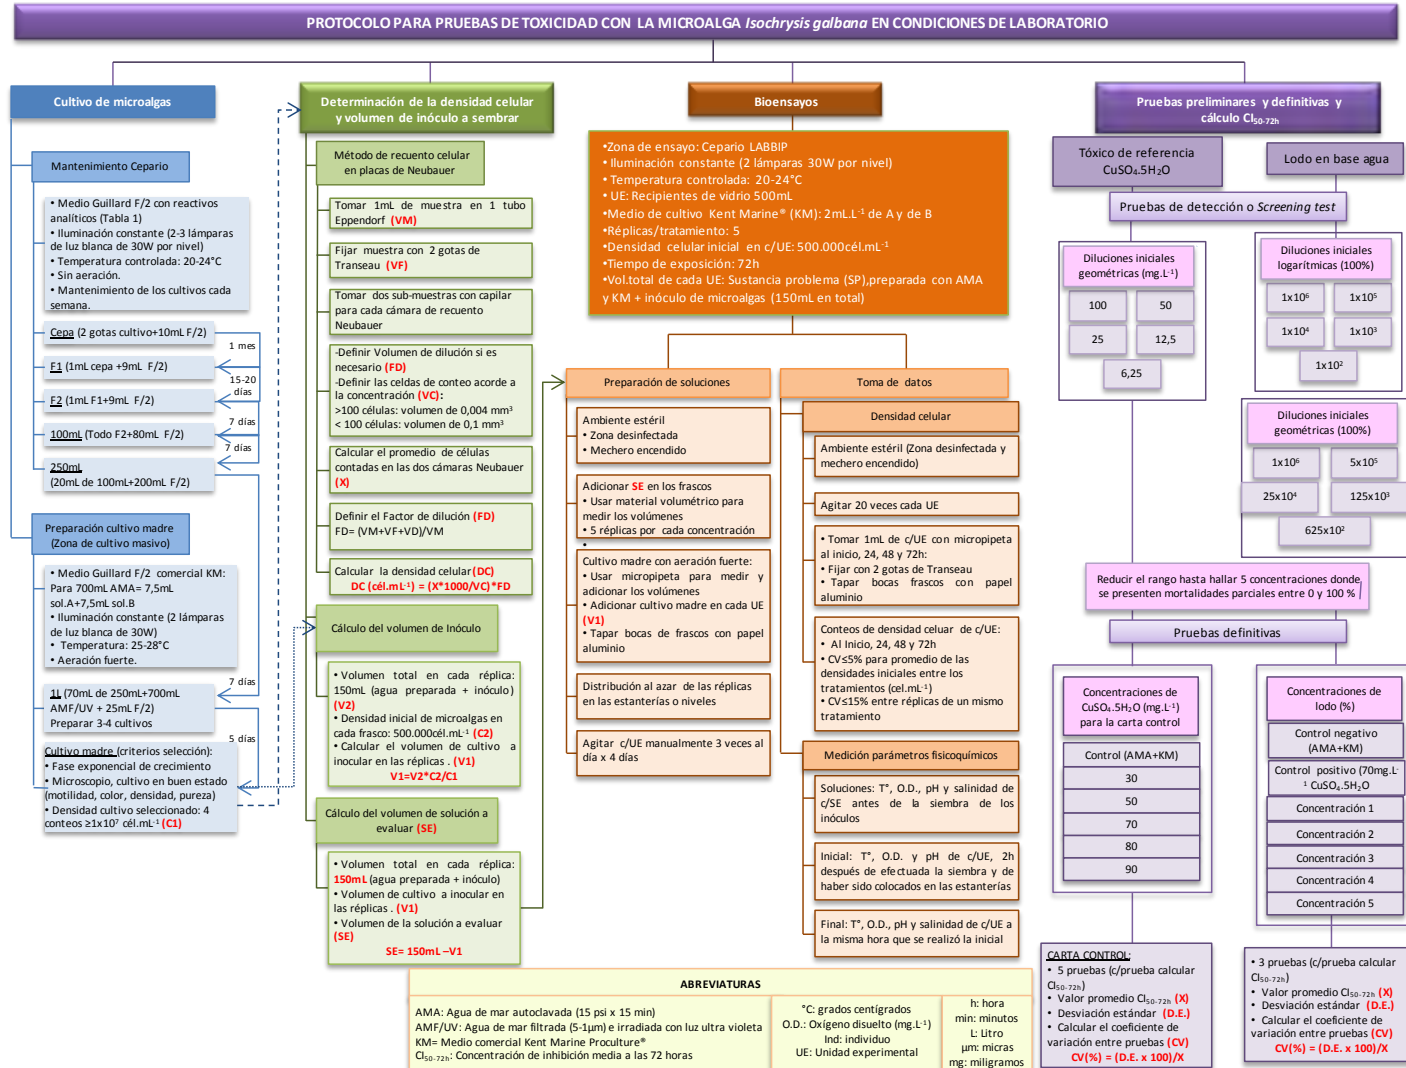 PROTOCOLO PARA PRUEBAS DE TOXICIDAD CON LA MICROALGA Isochrysis galbana EN CONDICIONES DE LABORATORIO
Cultivo de microalgas
Mantenimiento Cepario
• Medio Guillard F/2 con reactivos
analíticos (Tabla 1)
• Iluminación constante (2-3 lámparas
de luz blanca de 30W por nivel)
• Temperatura controlada: 20-24°C
• Sin aeración.
• Mantenimiento de los cultivos cada
semana.
Cepa (2 gotas cultivo+10mL F/2)
1 mes
F1 (1mL cepa +9mL F/2)
15-20
días
F2 (1mL F1+9mL F/2)
7 días
100mL (Todo F2+80mL F/2)
7 días
250mL
(20mL de 100mL+200mL F/2)
Preparación cultivo madre
(Zona de cultivo masivo)
• Medio Guillard F/2 comercial KM:
Para 700mL AMA= 7,5mL
sol.A+7,5mL sol.B
• Iluminación constante (2 lámparas
de luz blanca de 30W)
• Temperatura: 25-28°C
• Aeración fuerte.
7 días
1L (70mL de 250mL+700mL
AMF/UV + 25mL F/2)
Preparar 3-4 cultivos
5 días
Cultivo madre (criterios selección):
• Fase exponencial de crecimiento
• Microscopio, cultivo en buen estado
(motilidad, color, densidad, pureza)
• Densidad cultivo seleccionado: 4
conteos ≥1x10⁷ cél.mL⁻¹ (C1)
Determinación de la densidad celular
y volumen de inóculo a sembrar
Método de recuento celular
en placas de Neubauer
Tomar 1mL de muestra en 1 tubo
Eppendorf (VM)
Fijar muestra con 2 gotas de
Transeau (VF)
Tomar dos sub-muestras con capilar
para cada cámara de recuento
Neubauer
-Definir Volumen de dilución si es
necesario (FD)
-Definir las celdas de conteo acorde a
la concentración (VC):
>100 células: volumen de 0,004 mm³
< 100 células: volumen de 0,1 mm³
Calcular el promedio de células
contadas en las dos cámaras Neubauer
(X)
Definir el Factor de dilución (FD)
FD= (VM+VF+VD)/VM
Calcular la densidad celular(DC)
DC (cél.mL⁻¹) = (X*1000/VC)*FD
Cálculo del volumen de Inóculo
• Volumen total en cada réplica:
150mL (agua preparada + inóculo)
(V2)
• Densidad inicial de microalgas en
cada frasco: 500.000cél.mL⁻¹ (C2)
• Calcular el volumen de cultivo a
inocular en las réplicas . (V1)
V1=V2*C2/C1
Cálculo del volumen de solución a
evaluar (SE)
• Volumen total en cada réplica:
150mL (agua preparada + inóculo)
• Volumen de cultivo a inocular en
las réplicas . (V1)
• Volumen de la solución a evaluar
(SE)
SE= 150mL –V1
Bioensayos
•Zona de ensayo: Cepario LABBIP
• Iluminación constante (2 lámparas 30W por nivel)
• Temperatura controlada: 20-24°C
• UE: Recipientes de vidrio 500mL
•Medio de cultivo Kent Marine® (KM): 2mL.L⁻¹ de A y de B
•Réplicas/tratamiento: 5
•Densidad celular inicial en c/UE: 500.000cél.mL⁻¹
•Tiempo de exposición: 72h
•Vol.total de cada UE: Sustancia problema (SP),preparada con AMA
y KM + inóculo de microalgas (150mL en total)
Preparación de soluciones
Ambiente estéril
• Zona desinfectada
• Mechero encendido
Adicionar SE en los frascos
• Usar material volumétrico para
medir los volúmenes
• 5 réplicas por cada concentración
•
Cultivo madre con aeración fuerte:
• Usar micropipeta para medir y
adicionar los volúmenes
• Adicionar cultivo madre en cada UE
(V1)
• Tapar bocas de frascos con papel
aluminio
Distribución al azar de las réplicas
en las estanterías o niveles
Agitar c/UE manualmente 3 veces al
día x 4 días
Toma de datos
Densidad celular
Ambiente estéril (Zona desinfectada y
mechero encendido)
Agitar 20 veces cada UE
• Tomar 1mL de c/UE con micropipeta
al inicio, 24, 48 y 72h:
• Fijar con 2 gotas de Transeau
• Tapar bocas frascos con papel
aluminio
Conteos de densidad celuar de c/UE:
• Al Inicio, 24, 48 y 72h
• CV≤5% para promedio de las
densidades iniciales entre los
tratamientos (cel.mL⁻¹)
• CV≤15% entre réplicas de un mismo
tratamiento
Medición parámetros fisicoquímicos
Soluciones: T°, O.D., pH y salinidad de
c/SE antes de la siembra de los
inóculos
Inicial: T°, O.D. y pH de c/UE, 2h
después de efectuada la siembra y de
haber sido colocados en las estanterías
Final: T°, O.D., pH y salinidad de c/UE a
la misma hora que se realizó la inicial
Pruebas preliminares y definitivas y
cálculo CI₅₀₋₇₂ₕ
Tóxico de referencia
CuSO₄.5H₂O
Lodo en base agua
Pruebas de detección o Screening test
Diluciones iniciales
geométricas (mg.L⁻¹)
100
50
25
12,5
6,25
Diluciones iniciales
logarítmicas (100%)
1x10⁶
1x10⁵
1x10⁴
1x10³
1x10²
Diluciones iniciales
geométricas (100%)
1x10⁶
5x10⁵
25x10⁴
125x10³
625x10²
Reducir el rango hasta hallar 5 concentraciones donde
se presenten mortalidades parciales entre 0 y 100 %
Pruebas definitivas
Concentraciones de
CuSO₄.5H₂O (mg.L⁻¹)
para la carta control
Control (AMA+KM)
30
50
70
80
90
Concentraciones de
lodo (%)
Control negativo
(AMA+KM)
Control positivo (70mg.L⁻
¹ CuSO₄.5H₂O
Concentración 1
Concentración 2
Concentración 3
Concentración 4
Concentración 5
CARTA CONTROL:
• 5 pruebas (c/prueba calcular
CI₅₀₋₇₂ₕ)
• Valor promedio CI₅₀₋₇₂ₕ (X)
• Desviación estándar (D.E.)
• Calcular el coeficiente de
variación entre pruebas (CV)
CV(%) = (D.E. x 100)/X
• 3 pruebas (c/prueba calcular
CI₅₀₋₇₂ₕ)
• Valor promedio CI₅₀₋₇₂ₕ (X)
• Desviación estándar (D.E.)
• Calcular el coeficiente de
variación entre pruebas (CV)
CV(%) = (D.E. x 100)/X
ABREVIATURAS
AMA: Agua de mar autoclavada (15 psi x 15 min)
AMF/UV: Agua de mar filtrada (5-1µm) e irradiada con luz ultra violeta
KM= Medio comercial Kent Marine Proculture®
CI₅₀₋₇₂ₕ: Concentración de inhibición media a las 72 horas
°C: grados centígrados
O.D.: Oxígeno disuelto (mg.L⁻¹)
Ind: individuo
UE: Unidad experimental
h: hora
min: minutos
L: Litro
µm: micras
mg: miligramos